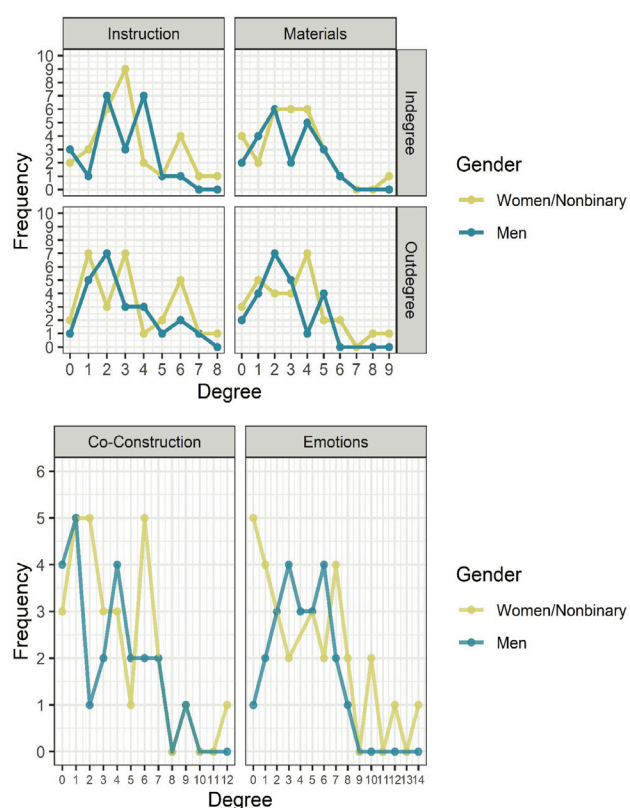 Instruction Materials
10
9
8
7
6
5
4
3
2
1
0
Indegree
10
9
8
7
6
5
4
3
2
1
0
Outdegree
Frequency
0 1 2 3 4 5 6 7 8 0 1 2 3 4 5 6 7 8 9
Degree
Gender
Women/Nonbinary
Men
Co-Construction Emotions
6
5
4
3
2
1
0
Frequency
0 1 2 3 4 5 6 7 8 9 10 11 12 0 1 2 3 4 5 6 7 8 9 10 11 12 13 14
Degree
Gender
Women/Nonbinary
Men